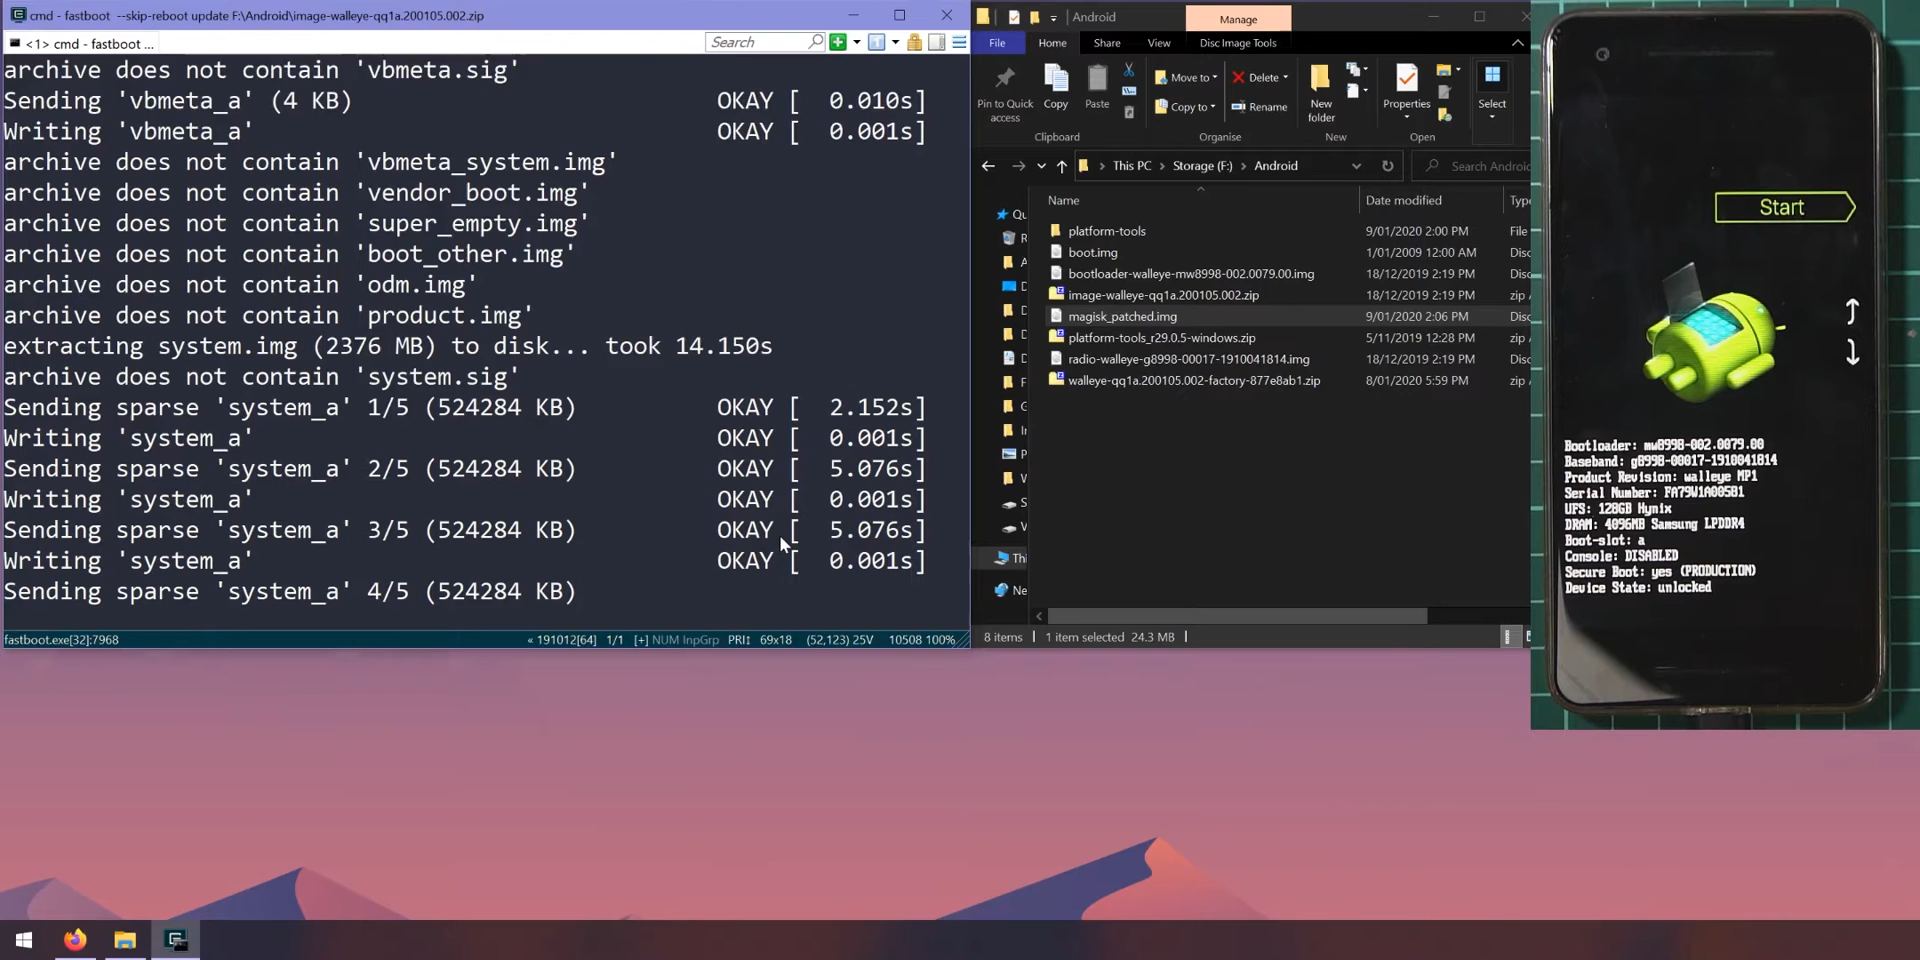 cmd - fastboot --skip-reboot update F:\Android\image-walleye-qq1a.200105.002.zip
<1> cmd - fastboot ...
Search
archive does not contain 'vbmeta.sig'
Sending 'vbmeta_a' (4 KB) OKAY [ 0.010s]
Writing 'vbmeta_a' OKAY [ 0.001s]
archive does not contain 'vbmeta_system.img'
archive does not contain 'vendor_boot.img'
archive does not contain 'super_empty.img'
archive does not contain 'boot_other.img'
archive does not contain 'odm.img'
archive does not contain 'product.img'
extracting system.img (2376 MB) to disk... took 14.150s
archive does not contain 'system.sig'
Sending sparse 'system_a' 1/5 (524284 KB) OKAY [ 2.152s]
Writing 'system_a' OKAY [ 0.001s]
Sending sparse 'system_a' 2/5 (524284 KB) OKAY [ 5.076s]
Writing 'system_a' OKAY [ 0.001s]
Sending sparse 'system_a' 3/5 (524284 KB) OKAY [ 5.076s]
Writing 'system_a' OKAY [ 0.001s]
Sending sparse 'system_a' 4/5 (524284 KB)
fastboot.exe[32]:7968 « 191012[64] 1/1 [+] NUM InpGrp PRI↕ 69x18 (52,123) 25V 10508 100%
Android Manage
File Home Share View Disc Image Tools
Pin to Quick access
Copy
Paste
Move to
Copy to
Delete
Rename
New folder
Properties
Select
Clipboard Organise New Open
This PC > Storage (F:) > Android
Search Android
Name Date modified Type
platform-tools 9/01/2020 2:00 PM File
boot.img 1/01/2009 12:00 AM Disc
bootloader-walleye-mw8998-002.0079.00.img 18/12/2019 2:19 PM Disc
image-walleye-qq1a.200105.002.zip 18/12/2019 2:19 PM zip
magisk_patched.img 9/01/2020 2:06 PM Disc
platform-tools_r29.0.5-windows.zip 5/11/2019 12:28 PM zip
radio-walleye-g8998-00017-1910041814.img 18/12/2019 2:19 PM Disc
walleye-qq1a.200105.002-factory-877e8ab1.zip 8/01/2020 5:59 PM zip
8 items 1 item selected 24.3 MB
Start
Bootloader: mw8998-002.0079.00
Baseband: g8998-00017-1910041814
Product Revision: walleye MP1
Serial Number: FA79W1A00581
UFS: 128GB Hynix
DRAM: 4096MB Samsung LPDDR4
Boot-slot: a
Console: DISABLED
Secure Boot: yes (PRODUCTION)
Device State: unlocked